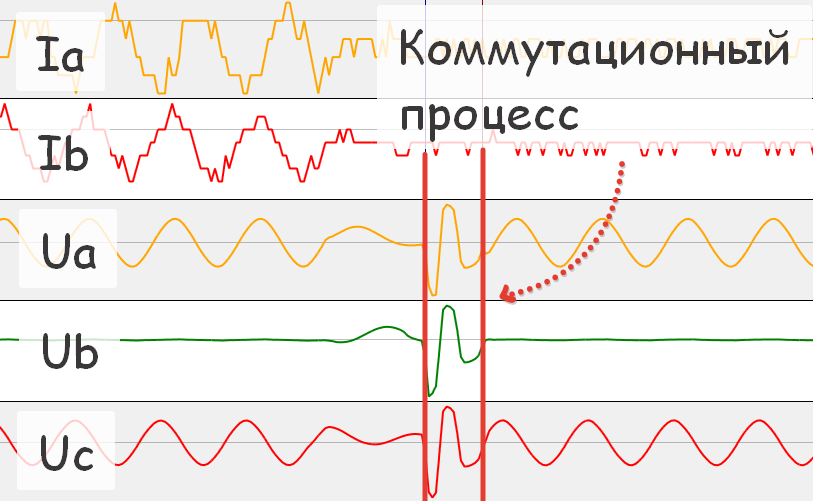 Ia
Коммутационный
процесс
Ib
Ua
Ub
Uc